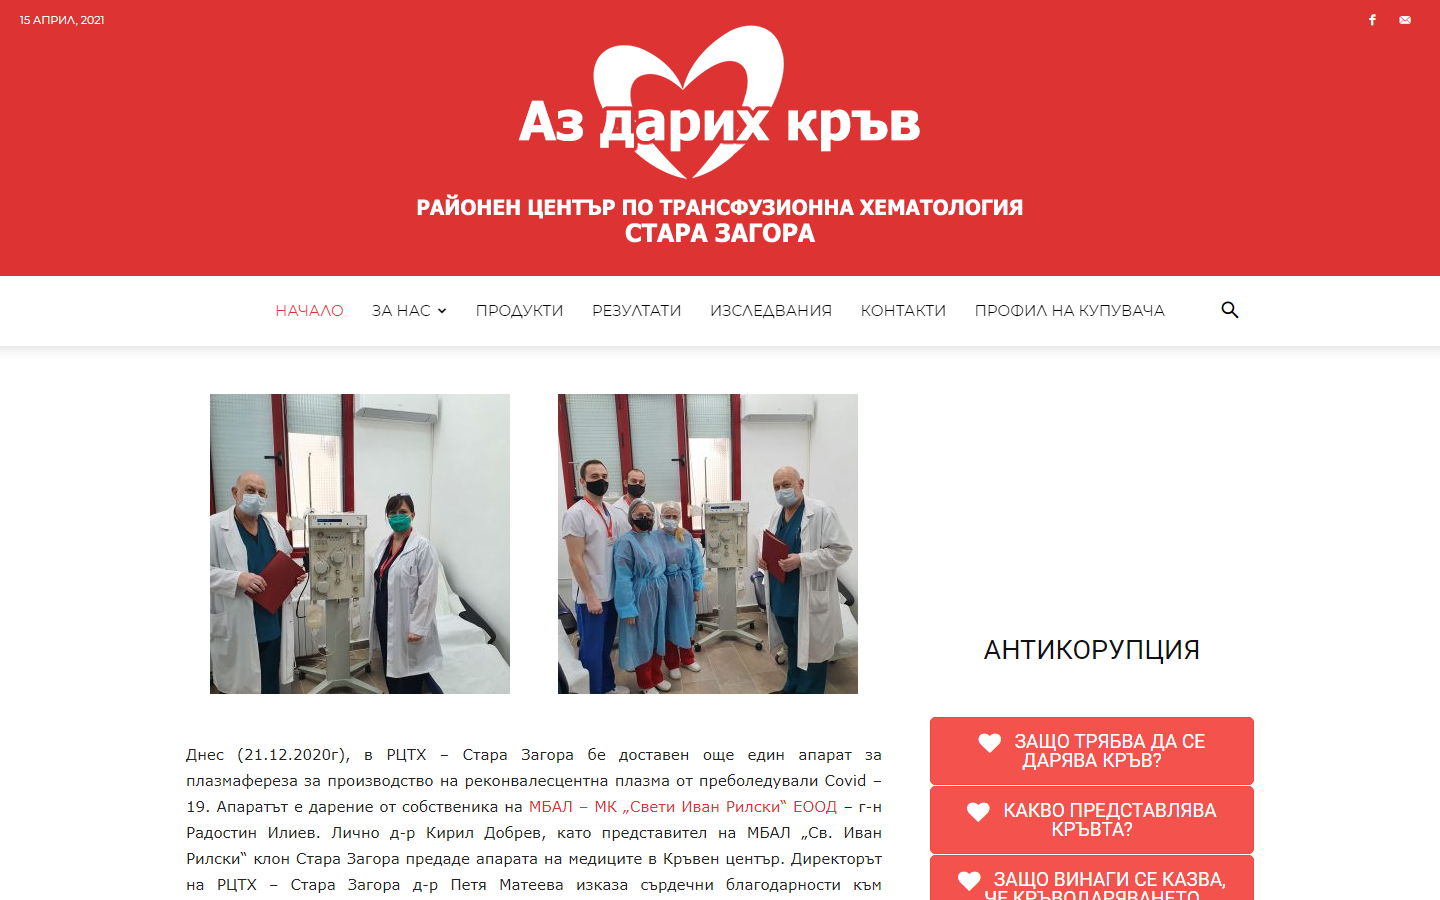 15 АПРИЛ, 2021
Аз дарих кръв
РАЙОНЕН ЦЕНТЪР ПО ТРАНСФУЗИОННА ХЕМАТОЛОГИЯ
СТАРА ЗАГОРА
НАЧАЛО ЗА НАС ПРОДУКТИ РЕЗУЛТАТИ ИЗСЛЕДВАНИЯ КОНТАКТИ ПРОФИЛ НА КУПУВАЧА
Днес (21.12.2020г), в РЦТХ – Стара Загора бе доставен още един апарат за
плазмафереза за производство на реконвалесцентна плазма от преболедували Covid –
19. Апаратът е дарение от собственика на МБАЛ – МК „Свети Иван Рилски“ ЕООД – г-н
Радостин Илиев. Лично д-р Кирил Добрев, като представител на МБАЛ „Св. Иван
Рилски“ клон Стара Загора предаде апарата на медиците в Кръвен център. Директорът
на РЦТХ – Стара Загора д-р Петя Матеева изказа сърдечни благодарности към
АНТИКОРУПЦИЯ
ЗАЩО ТРЯБВА ДА СЕ
ДАРЯВА КРЪВ?
КАКВО ПРЕДСТАВЛЯВА
КРЪВТА?
ЗАЩО ВИНАГИ СЕ КАЗВА,
ЧЕ КРЪВОДАРЯВАНЕТО